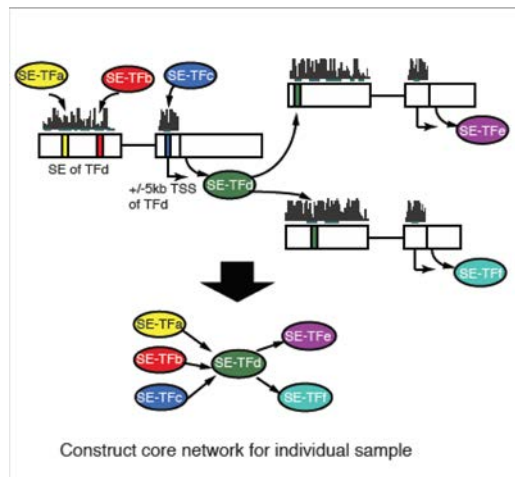 SE-TFa
SE-TFb
SE-TFc
SE of TFd
+/-5kb TSS
of TFd
SE-TFd
SE-TFe
SE-TFf
SE-TFa
SE-TFb
SE-TFc
SE-TFd
SE-TFe
SE-TFf
Construct core network for individual sample